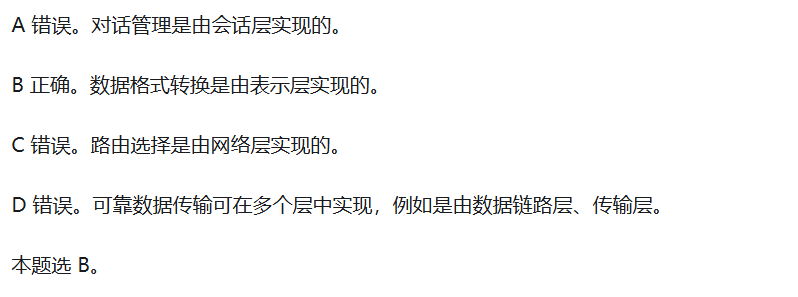 A 错误。对话管理是由会话层实现的。
B 正确。数据格式转换是由表示层实现的。
C 错误。路由选择是由网络层实现的。
D 错误。可靠数据传输可在多个层中实现，例如是由数据链路层、传输层。
本题选 B。